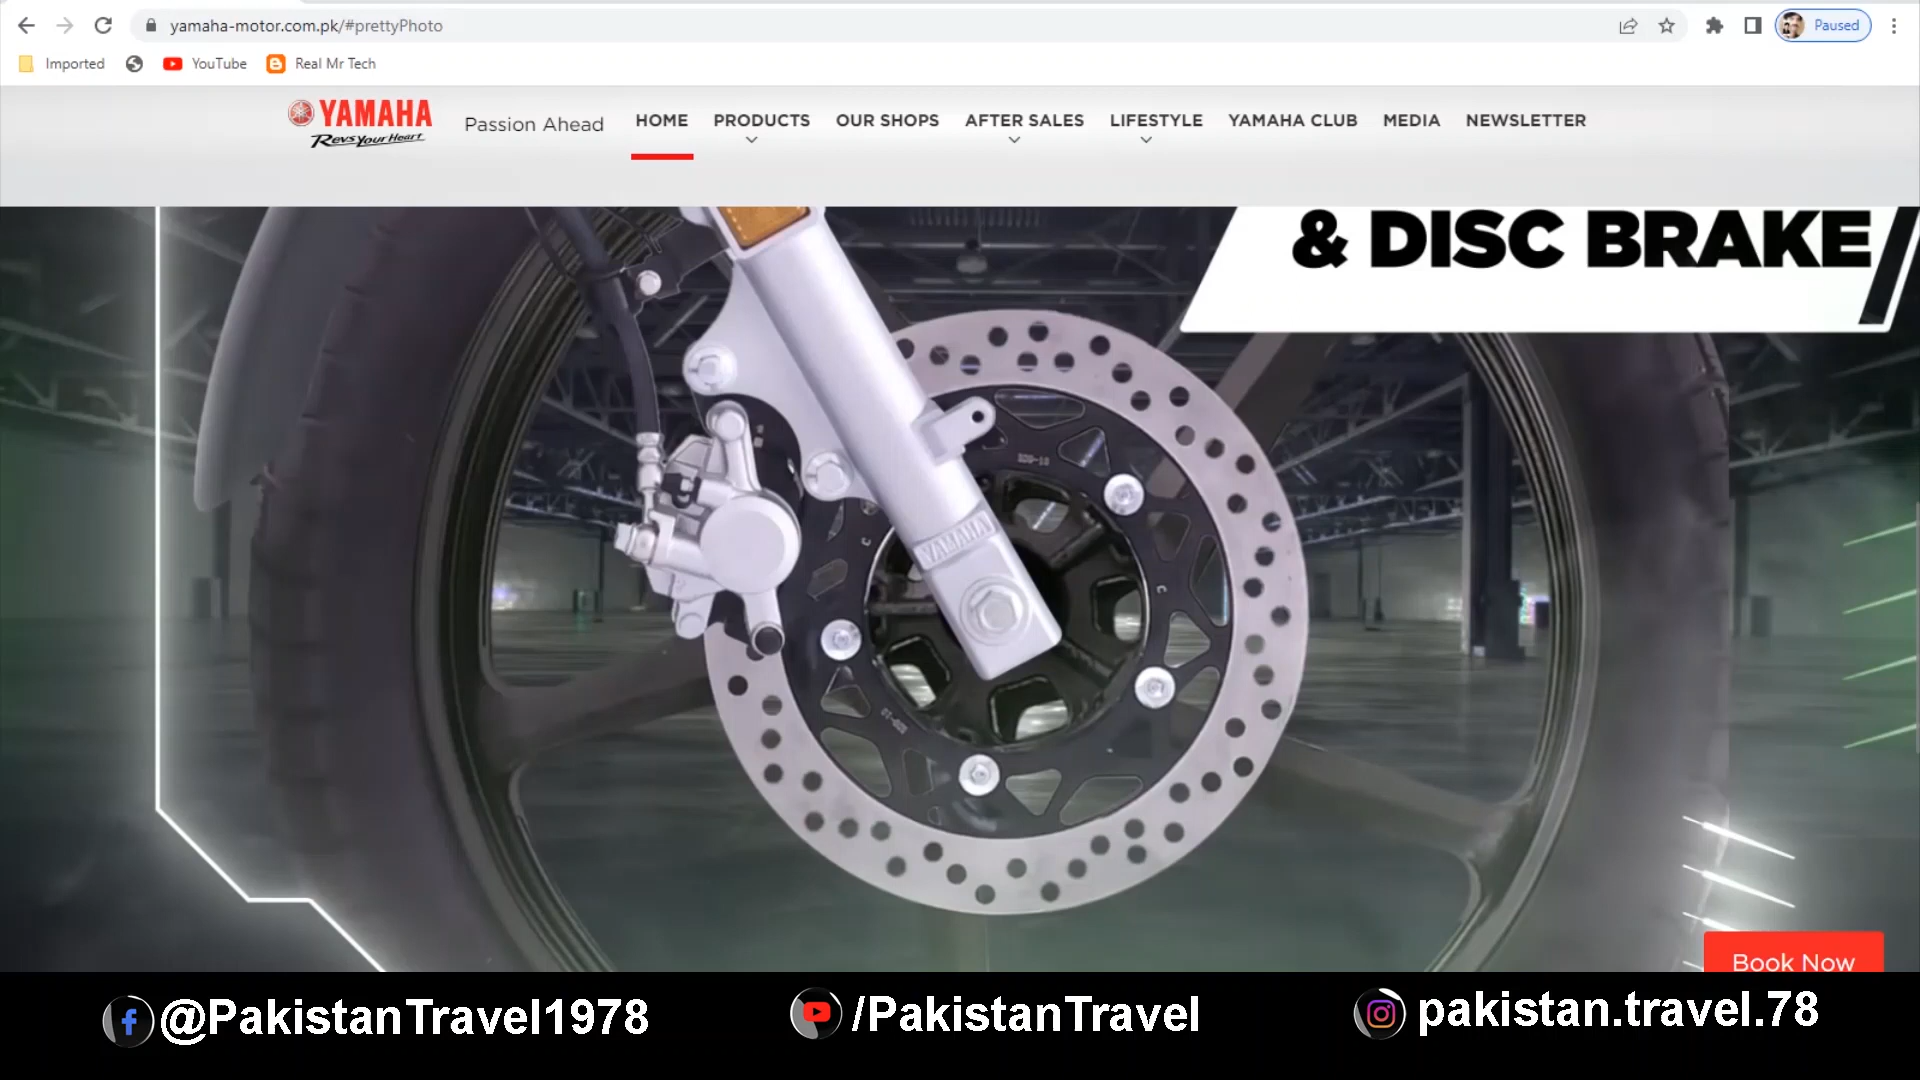 yamaha-motor.com.pk/#prettyPhoto
Paused
Imported
YouTube
Real Mr Tech
YAMAHA
Revs Your Heart
Passion Ahead
HOME
PRODUCTS
OUR SHOPS
AFTER SALES
LIFESTYLE
YAMAHA CLUB
MEDIA
NEWSLETTER
& DISC BRAKE
YAMAHA
Book Now
@PakistanTravel1978
/PakistanTravel
pakistan.travel.78